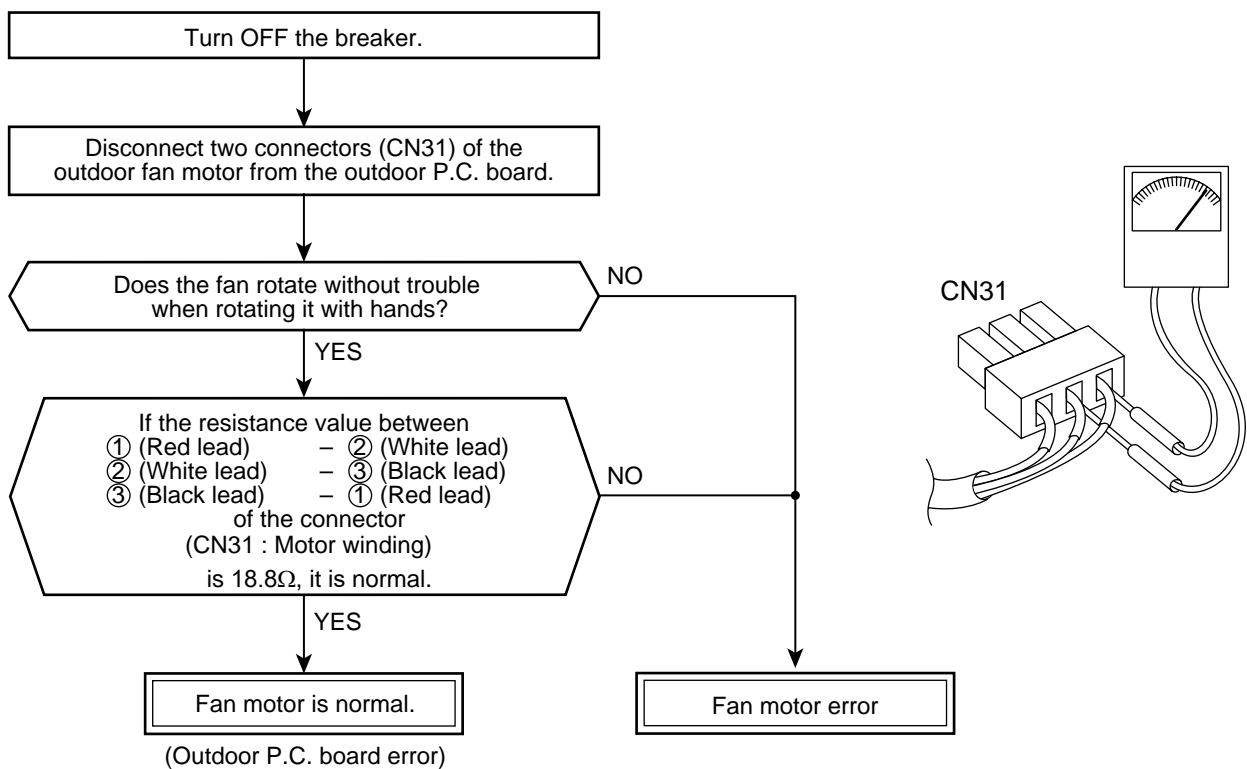 Turn OFF the breaker.
Disconnect two connectors (CN31) of the
outdoor fan motor from the outdoor P.C. board.
Does the fan rotate without trouble
when rotating it with hands?
NO
YES
If the resistance value between
① (Red lead) – ② (White lead)
② (White lead) – ③ (Black lead)
③ (Black lead) – ① (Red lead)
of the connector
(CN31 : Motor winding)
is 18.8Ω, it is normal.
NO
YES
Fan motor is normal.
(Outdoor P.C. board error)
Fan motor error
CN31